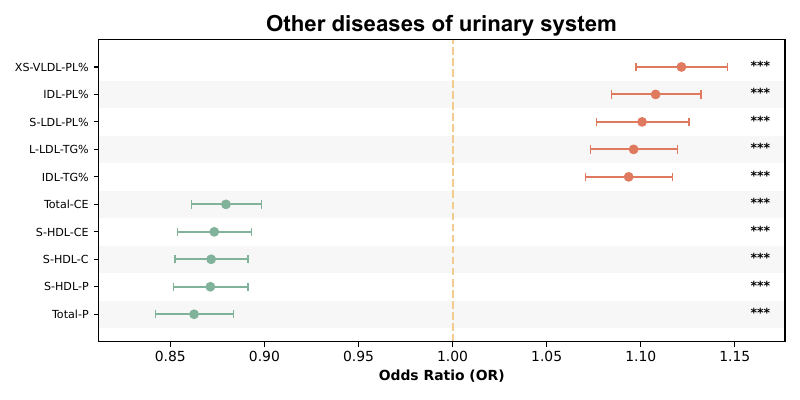 Other diseases of urinary system
XS-VLDL-PL% ***
IDL-PL% ***
S-LDL-PL% ***
L-LDL-TG% ***
IDL-TG% ***
Total-CE ***
S-HDL-CE ***
S-HDL-C ***
S-HDL-P ***
Total-P ***
0.85 0.90 0.95 1.00 1.05 1.10 1.15
Odds Ratio (OR)